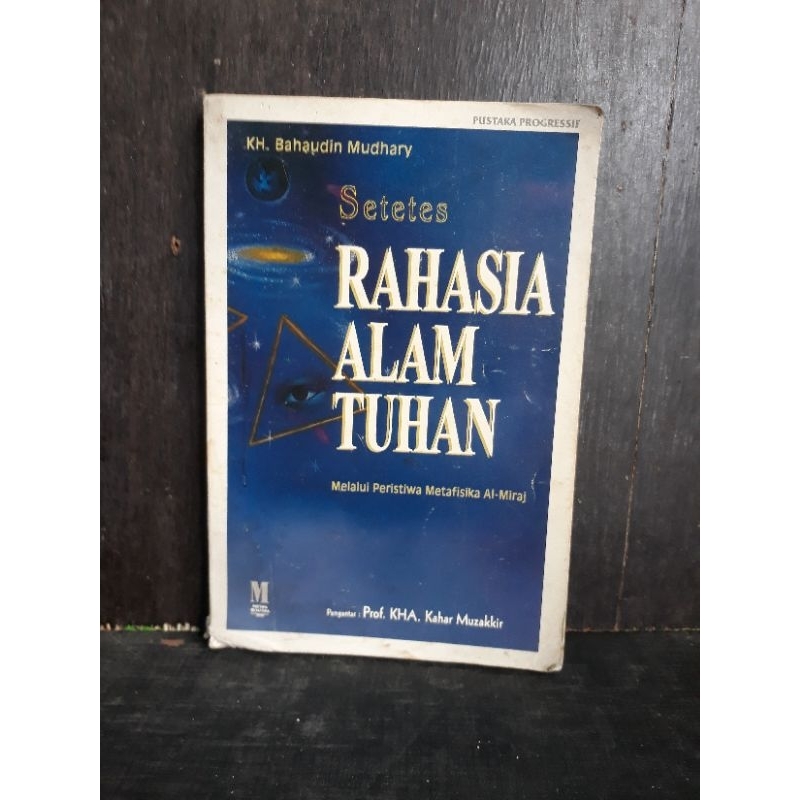 PUSTAKA PROGRESSIF
KH. Bahaudin Mudhary
Setetes
RAHASIA
ALAM
TUHAN
Melalui Peristiwa Metafisika Al-Miraj
M
Pengantar : Prof. KHA. Kahar Muzakkir